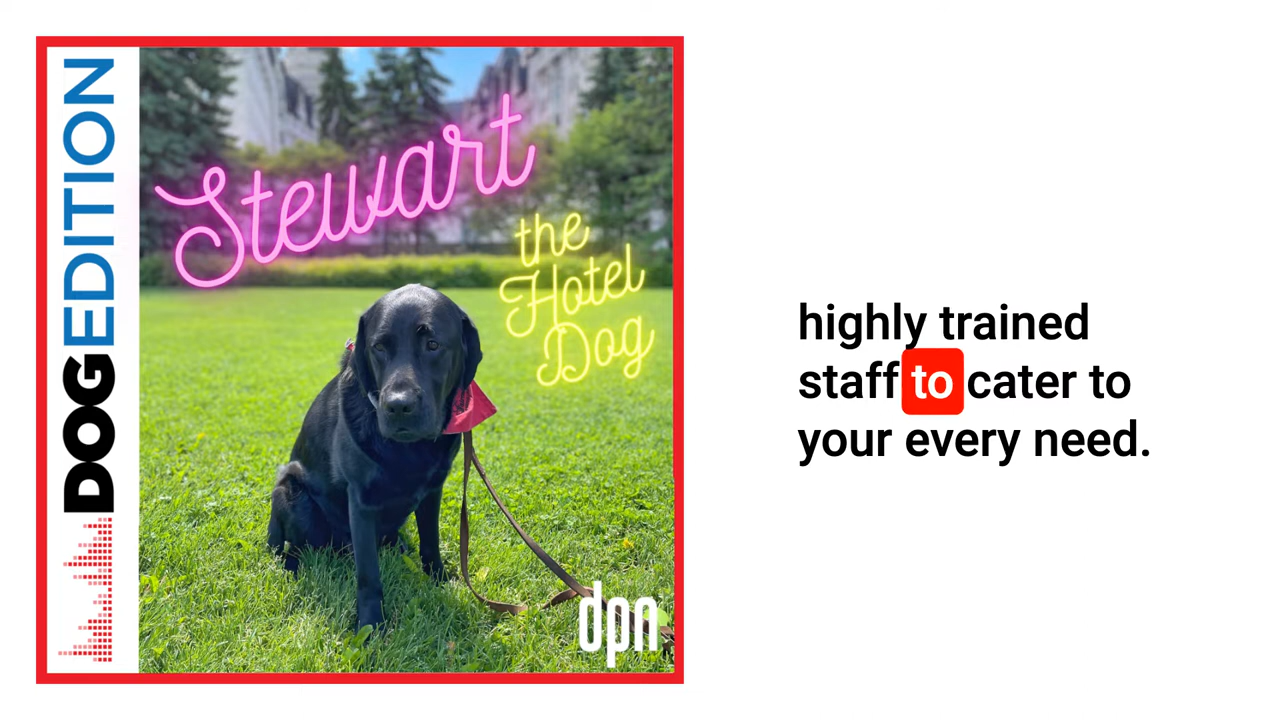 DOGEDITION
Stewart
the
Hotel
Dog
dpn
highly trained
staff to cater to
your every need.